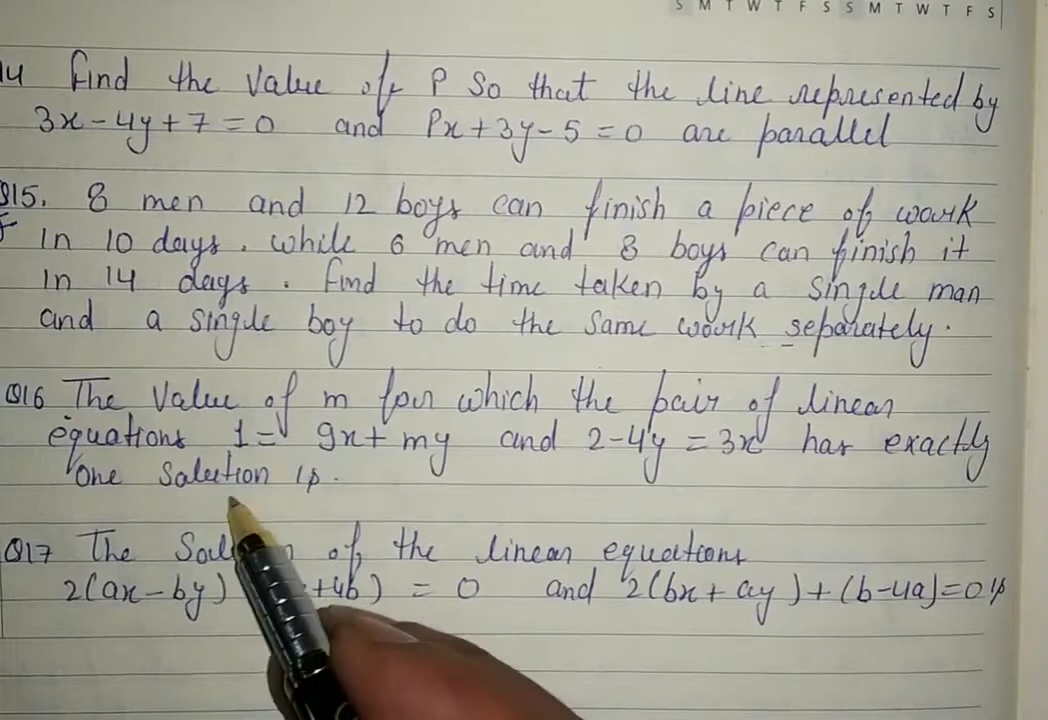 S M T W T F S S M T W T F S
14 Find the Value of P So that the line represented by
3x-4y+7=0 and Px+3y-5=0 are parallel
Q15. 8 men and 12 boys can finish a piece of work
In 10 days. while 6 men and 8 boys can finish it
In 14 days. Find the time taken by a single man
and a single boy to do the same work separately.
Q16 The Value of m for which the pair of linear
equations 1=9x+my and 2-4y=3x has exactly
One Salution is.
Q17 The of the linear equations
2(ax-by) +4b) = 0 and 2(bx+ay)+(b-4a)=0 is